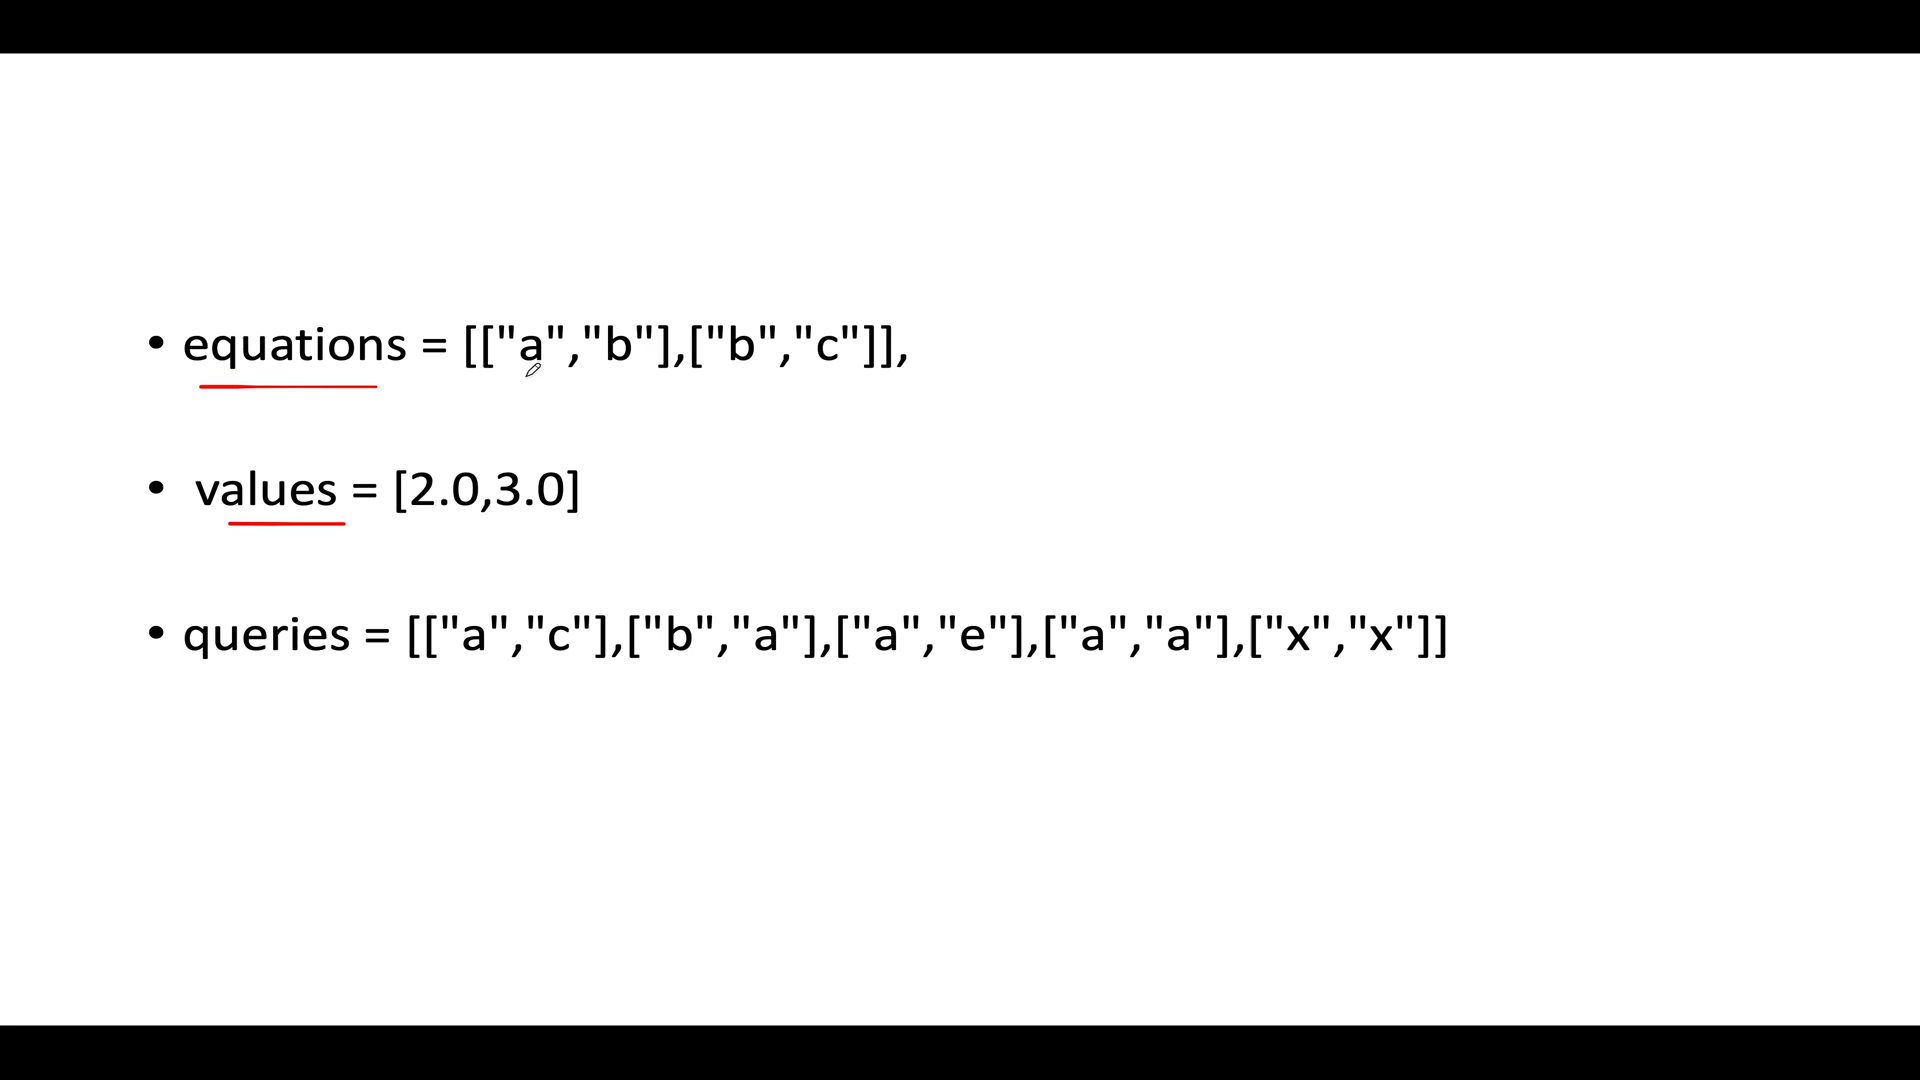 • equations = [["a","b"],["b","c"]],
• values = [2.0,3.0]
• queries = [["a","c"],["b","a"],["a","e"],["a","a"],["x","x"]]